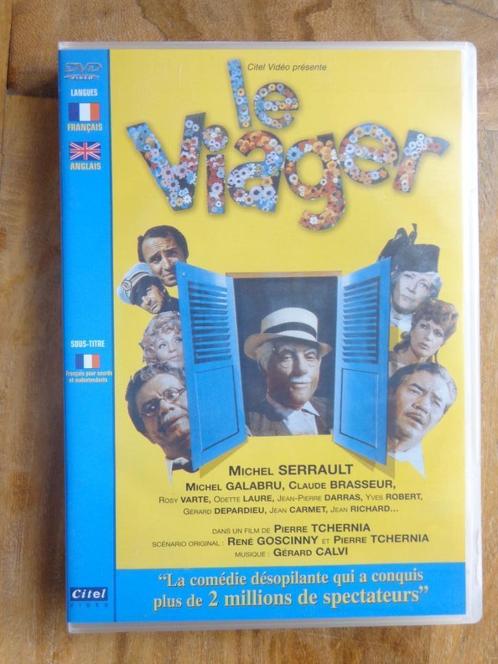 Citel Vidéo présente
le
Viager
DVD
VIDEO
LANGUES
FRANÇAIS
ANGLAIS
SOUS-TITRE
Français pour sourds
et malentendants
MICHEL SERRAULT
MICHEL GALABRU, CLAUDE BRASSEUR,
ROSY VARTE, ODETTE LAURE, JEAN-PIERRE DARRAS, YVES ROBERT,
GÉRARD DEPARDIEU, JEAN CARMET, JEAN RICHARD...
DANS UN FILM DE PIERRE TCHERNIA
SCÉNARIO ORIGINAL : RENÉ GOSCINNY ET PIERRE TCHERNIA
MUSIQUE : GÉRARD CALVI
"La comédie désopilante qui a conquis
plus de 2 millions de spectateurs"
Citel
VIDEO